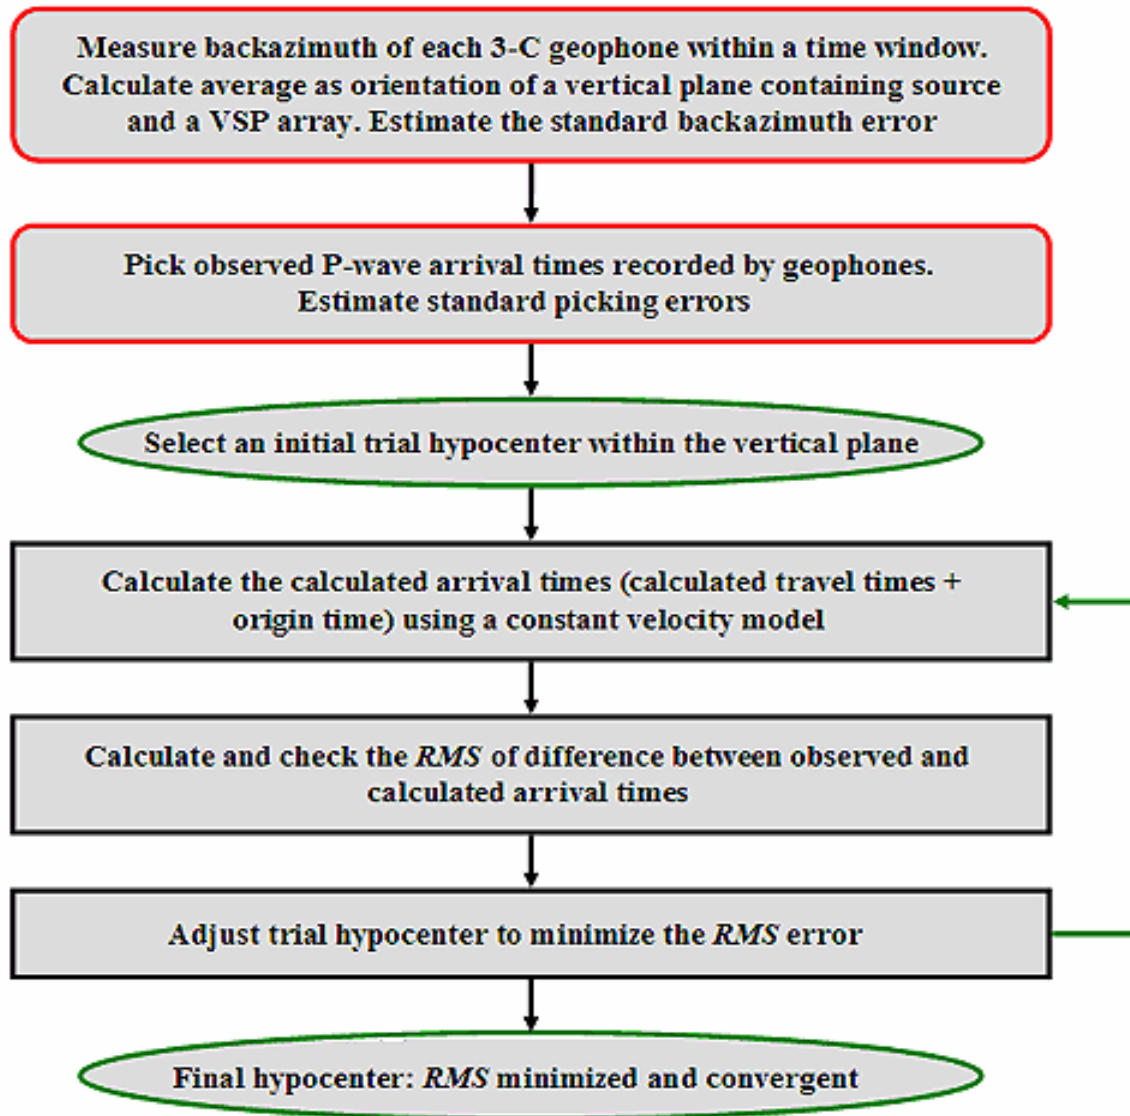 Measure backazimuth of each 3-C geophone within a time window.
Calculate average as orientation of a vertical plane containing source
and a VSP array. Estimate the standard backazimuth error
Pick observed P-wave arrival times recorded by geophones.
Estimate standard picking errors
Select an initial trial hypocenter within the vertical plane
Calculate the calculated arrival times (calculated travel times +
origin time) using a constant velocity model
Calculate and check the RMS of difference between observed and
calculated arrival times
Adjust trial hypocenter to minimize the RMS error
Final hypocenter: RMS minimized and convergent